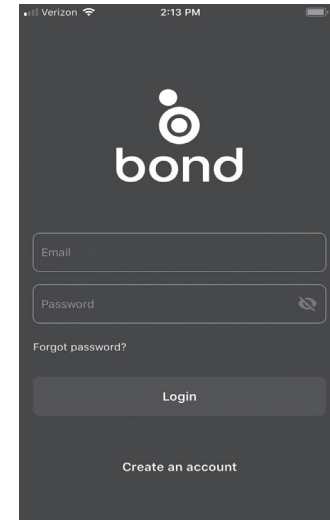 Verizon 2:13 PM
bond
Email
Password
Forgot password?
Login
Create an account